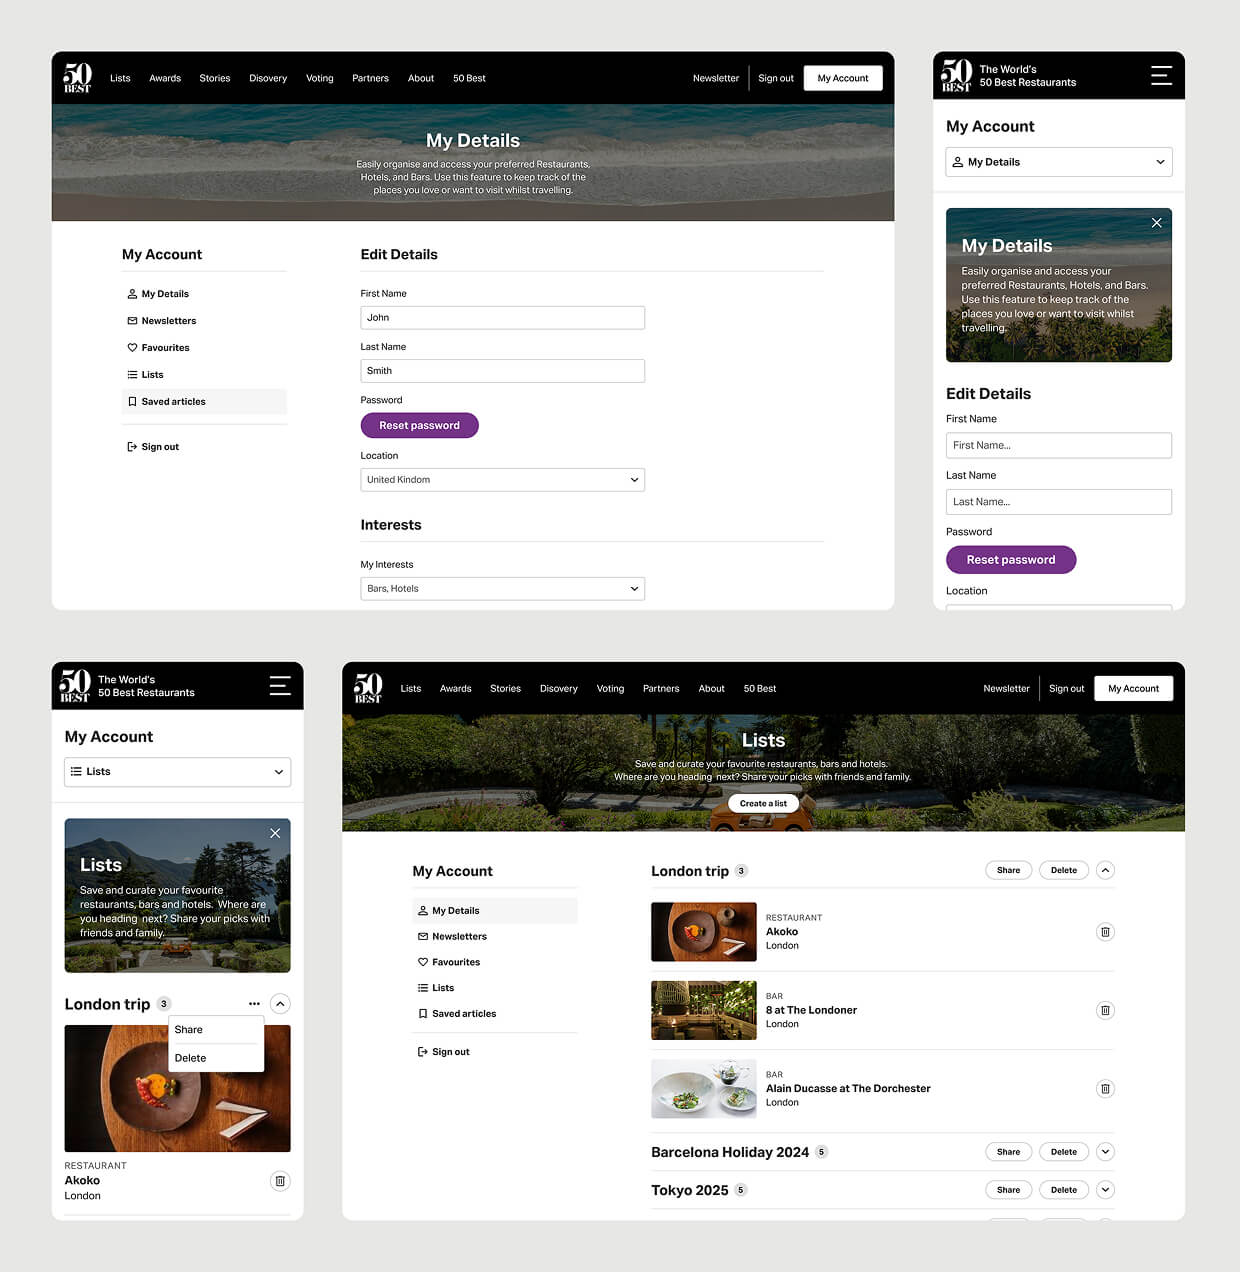 50
BEST
Lists Awards Stories Disovery Voting Partners About 50 Best
Newsletter Sign out My Account
My Details
Easily organise and access your preferred Restaurants,
Hotels, and Bars. Use this feature to keep track of the
places you love or want to visit whilst travelling.
My Account
My Details
Newsletters
Favourites
Lists
Saved articles
Sign out
Edit Details
First Name
John
Last Name
Smith
Password
Reset password
Location
United Kindom
Interests
My Interests
Bars, Hotels
50
BEST
The World's
50 Best Restaurants
My Account
My Details
My Details
Easily organise and access your
preferred Restaurants, Hotels, and Bars.
Use this feature to keep track of the
places you love or want to visit whilst
travelling.
Edit Details
First Name
First Name...
Last Name
Last Name...
Password
Reset password
Location
50
BEST
The World's
50 Best Restaurants
My Account
Lists
Lists
Save and curate your favourite
restaurants, bars and hotels. Where are
you heading next? Share your picks with
friends and family.
London trip 3
Share
Delete
RESTAURANT
Akoko
London
50
BEST
Lists Awards Stories Disovery Voting Partners About 50 Best
Newsletter Sign out My Account
Lists
Save and curate your favourite restaurants, bars and hotels.
Where are you heading next? Share your picks with friends and family.
Create a list
My Account
My Details
Newsletters
Favourites
Lists
Saved articles
Sign out
London trip 3 Share Delete
RESTAURANT
Akoko
London
BAR
8 at The Londoner
London
BAR
Alain Ducasse at The Dorchester
London
Barcelona Holiday 2024 5 Share Delete
Tokyo 2025 5 Share Delete